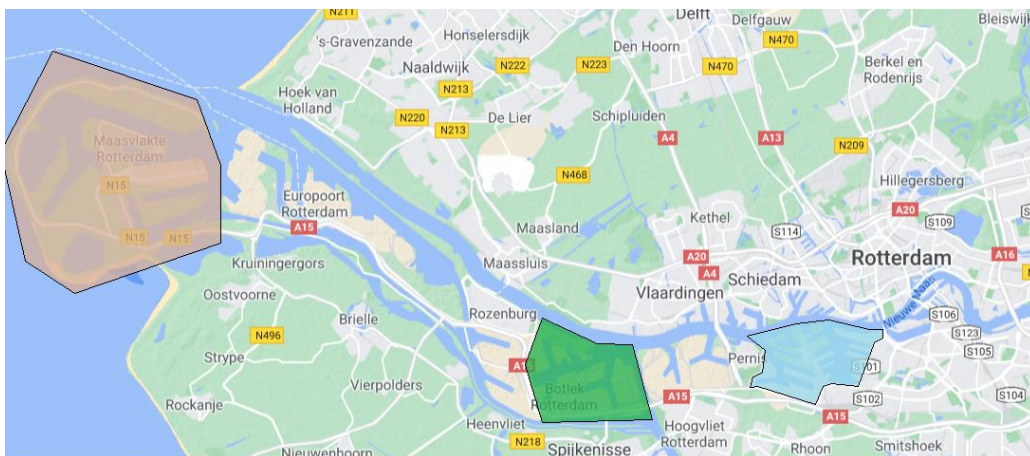 N211
Delft
Delfgauw
Bleiswijk
Honselersdijk
's-Gravenzande
N470
Den Hoorn
Naaldwijk
N222
N223
N470
Berkel en
Rodenrijs
N213
Hoek van
Holland
N220
De Lier
Schipluiden
N213
A4
A13
N209
Maasvlakte
Rotterdam
N15
N468
Hillegersberg
Europoort
Rotterdam
A20
S109
A15
Maasland
Kethel
S114
N15
N15
A20
A16
Kruiningergors
Maassluis
A4
Schiedam
Rotterdam
Oostvoorne
Vlaardingen
Nieuwe Maas
Rozenburg
Brielle
S106
N496
S123
Strype
Pernis
S105
S101
Vierpolders
Botlek
Rotterdam
A15
S102
S104
Rockanje
A15
Heenvliet
Hoogvliet
Rotterdam
N218
Spijkenisse
Rhoon
Smitshoek
Nieuwenhoorn